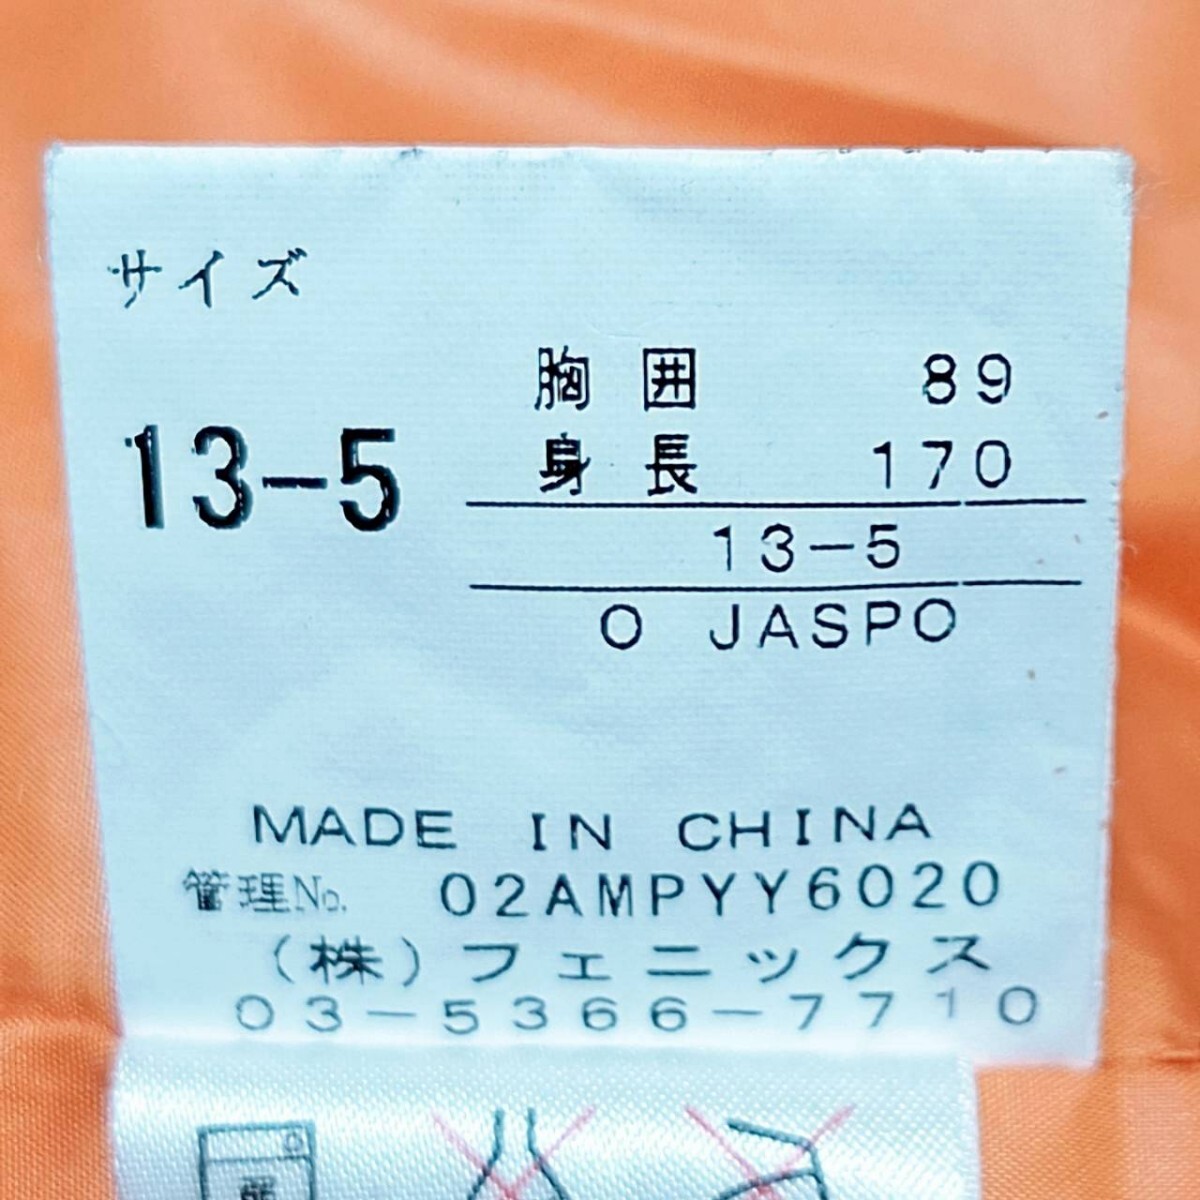 サイズ
13-5
胸囲 89
身長 170
13-5
O JASPO
MADE IN CHINA
管理No. 02AMPYY6020
(株)フェニックス
03-5366-7710